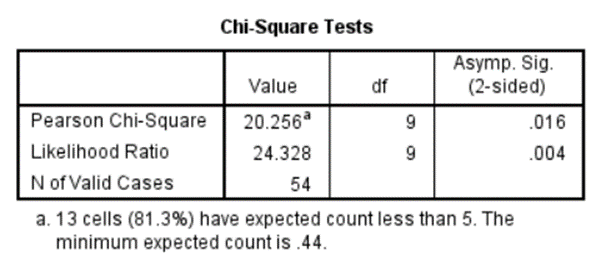 Chi-Square Tests
Value df Asymp. Sig. (2-sided)
Pearson Chi-Square 20.256a 9 .016
Likelihood Ratio 24.328 9 .004
N of Valid Cases 54
a. 13 cells (81.3%) have expected count less than 5. The
minimum expected count is .44.